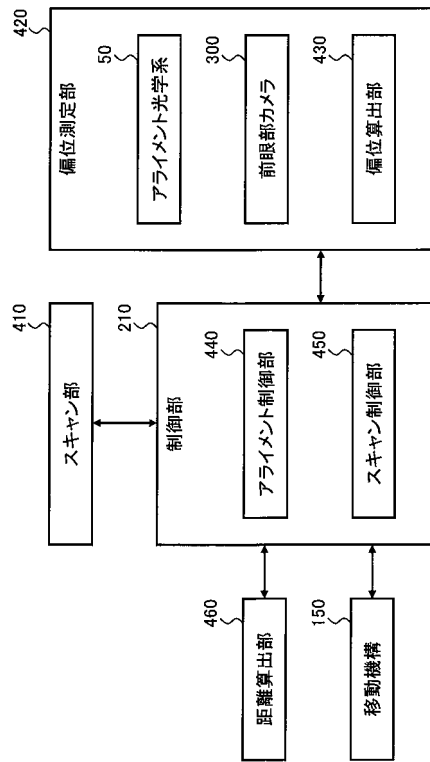 420
偏位測定部
50
アライメント光学系
300
前眼部カメラ
430
偏位算出部
410
スキャン部
210
制御部
440
アライメント制御部
450
スキャン制御部
460
距離算出部
150
移動機構